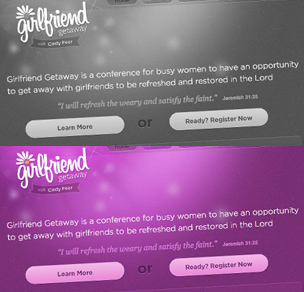 girlfriend
getaway
with Cindy Peer
Girlfriend Getaway is a conference for busy women to have an opportunity
to get away with girlfriends to be refreshed and restored in the Lord
"I will refresh the weary and satisfy the faint." Jeremiah 31:25
Learn More or Ready? Register Now
girlfriend
getaway
with Cindy Peer
Girlfriend Getaway is a conference for busy women to have an opportunity
to get away with girlfriends to be refreshed and restored in the Lord
"I will refresh the weary and satisfy the faint." Jeremiah 31:25
Learn More or Ready? Register Now